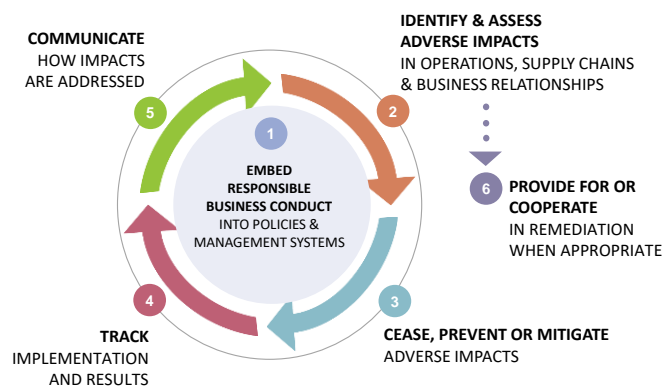 COMMUNICATE
HOW IMPACTS
ARE ADDRESSED
5
IDENTIFY & ASSESS
ADVERSE IMPACTS
IN OPERATIONS, SUPPLY CHAINS
& BUSINESS RELATIONSHIPS
2
1
EMBED
RESPONSIBLE
BUSINESS CONDUCT
INTO POLICIES &
MANAGEMENT SYSTEMS
6
PROVIDE FOR OR
COOPERATE
IN REMEDIATION
WHEN APPROPRIATE
4
TRACK
IMPLEMENTATION
AND RESULTS
3
CEASE, PREVENT OR MITIGATE
ADVERSE IMPACTS